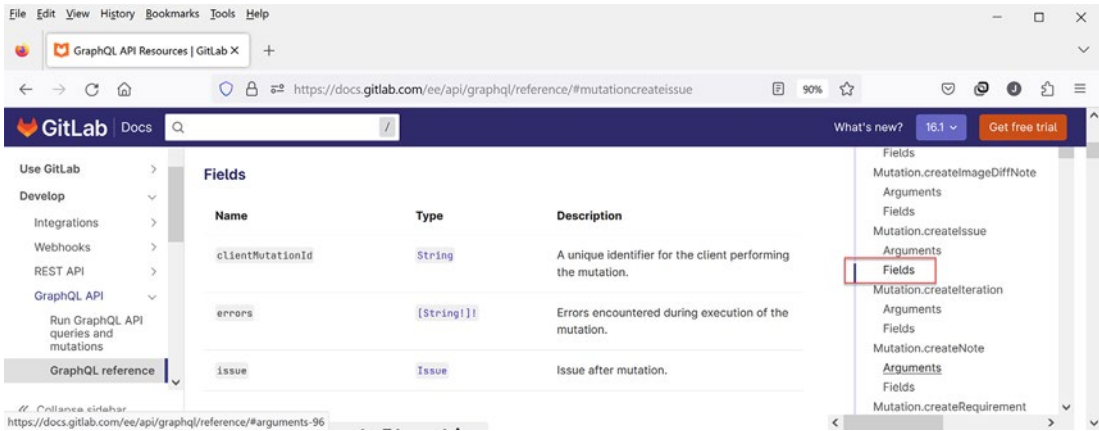 File Edit View History Bookmarks Tools Help
GraphQL API Resources | GitLab
https://docs.gitlab.com/ee/api/graphql/reference/#mutationcreateissue
90%
GitLab Docs
/
What's new?
16.1
Get free trial
Use GitLab
Develop
Integrations
Webhooks
REST API
GraphQL API
Run GraphQL API
queries and
mutations
GraphQL reference
Collapse sidebar
https://docs.gitlab.com/ee/api/graphql/reference/#arguments-96
Fields
Name Type Description
clientMutationId String A unique identifier for the client performing
the mutation.
errors [String!]! Errors encountered during execution of the
mutation.
issue Issue Issue after mutation.
Fields
Mutation.createImageDiffNote
Arguments
Fields
Mutation.createIssue
Arguments
Fields
Mutation.createIteration
Arguments
Fields
Mutation.createNote
Arguments
Fields
Mutation.createRequirement